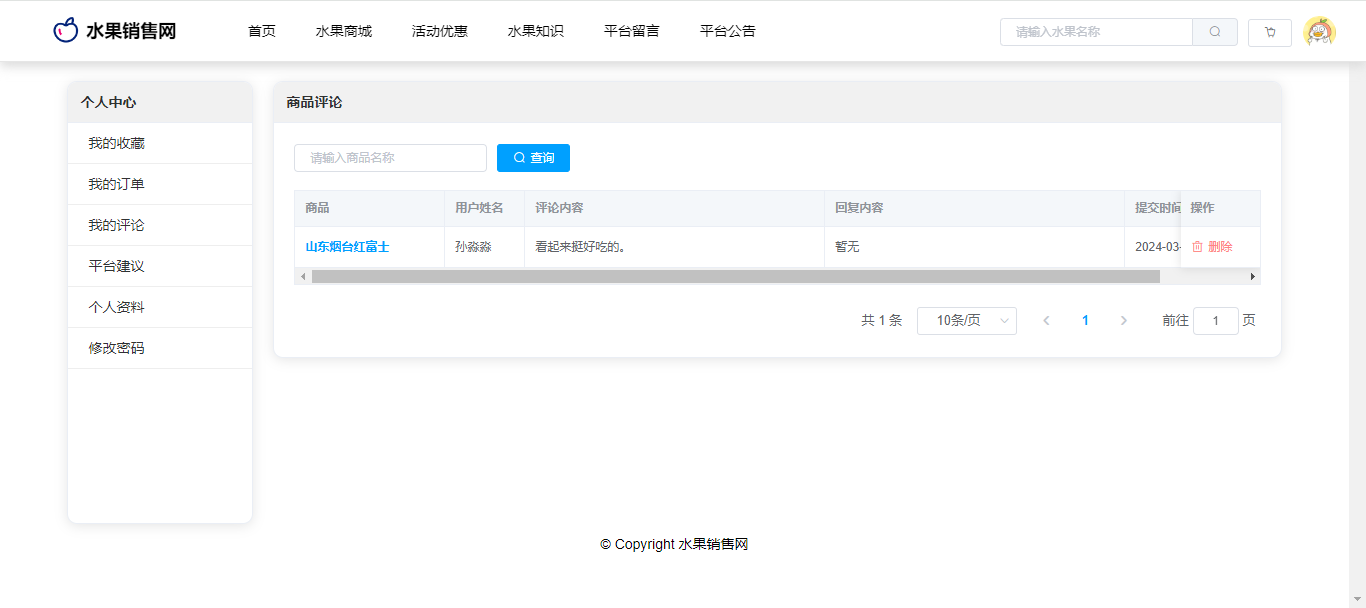 水果销售网 首页 水果商城 活动优惠 水果知识 平台留言 平台公告 请输入水果名称
个人中心
我的收藏
我的订单
我的评论
平台建议
个人资料
修改密码
商品评论
请输入商品名称 查询
商品 用户姓名 评论内容 回复内容 提交时间 操作
山东烟台红富士 孙淼淼 看起来挺好吃的。 暂无 2024-03- 删除
共 1 条 10条/页 1 前往 1 页
© Copyright 水果销售网